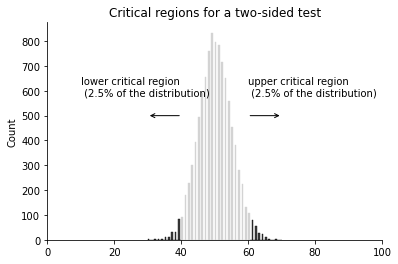 Critical regions for a two-sided test
800
700
600
500
400
300
200
100
0
Count
lower critical region
(2.5% of the distribution)
upper critical region
(2.5% of the distribution)
0 20 40 60 80 100